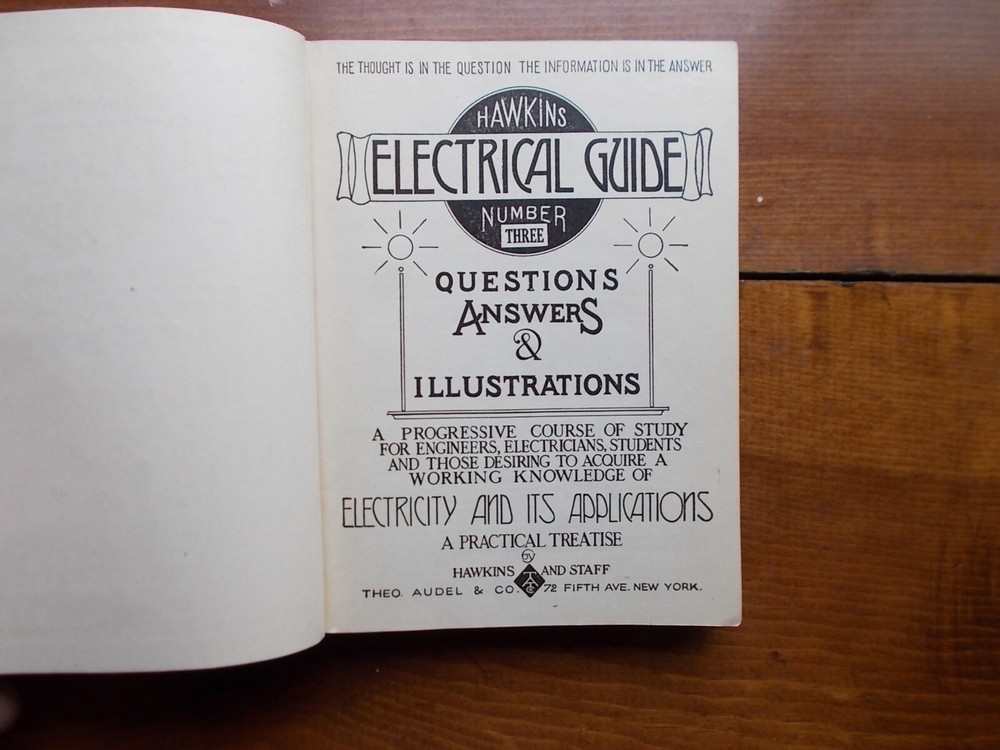 THE THOUGHT IS IN THE QUESTION THE INFORMATION IS IN THE ANSWER
HAWKINS
ELECTRICAL GUIDE
NUMBER
THREE
QUESTIONS
ANSWERS
&
ILLUSTRATIONS
A PROGRESSIVE COURSE OF STUDY
FOR ENGINEERS, ELECTRICIANS, STUDENTS
AND THOSE DESIRING TO ACQUIRE A
WORKING KNOWLEDGE OF
ELECTRICITY AND ITS APPLICATIONS
A PRACTICAL TREATISE
by
HAWKINS AND STAFF
THEO. AUDEL & CO. 72 FIFTH AVE. NEW YORK.